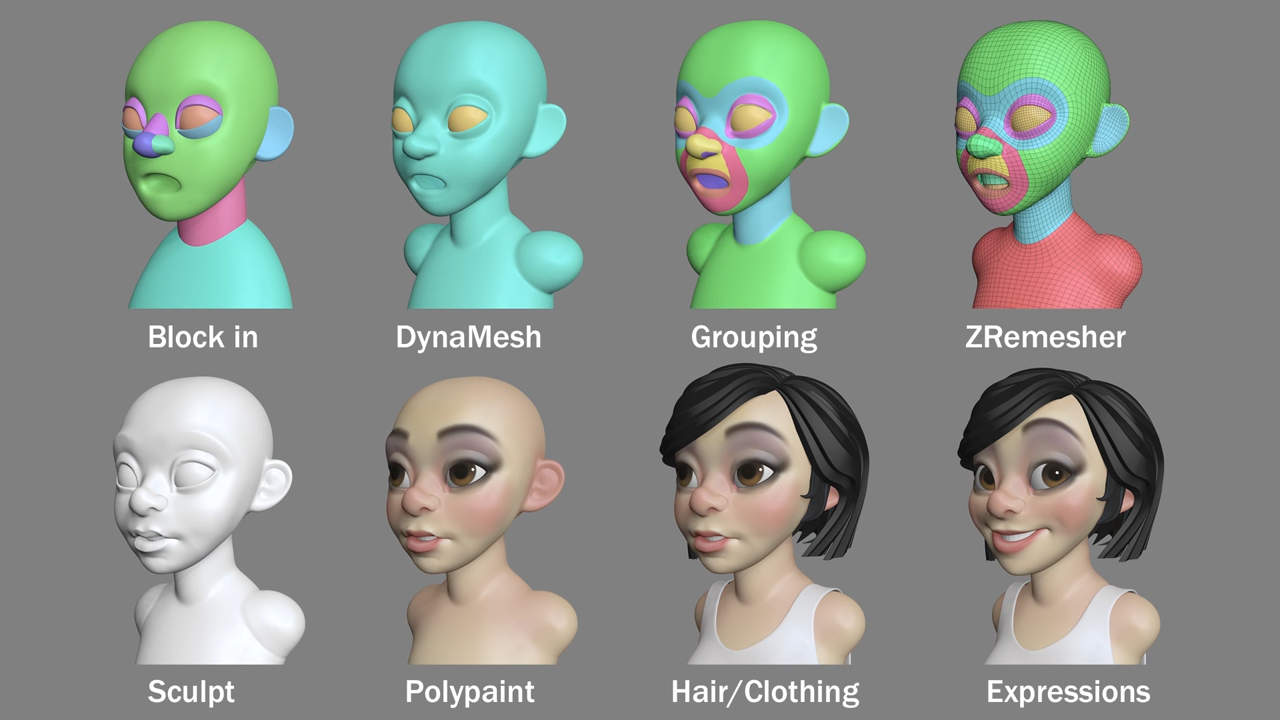 Block in
DynaMesh
Grouping
ZRemesher
Sculpt
Polypaint
Hair/Clothing
Expressions